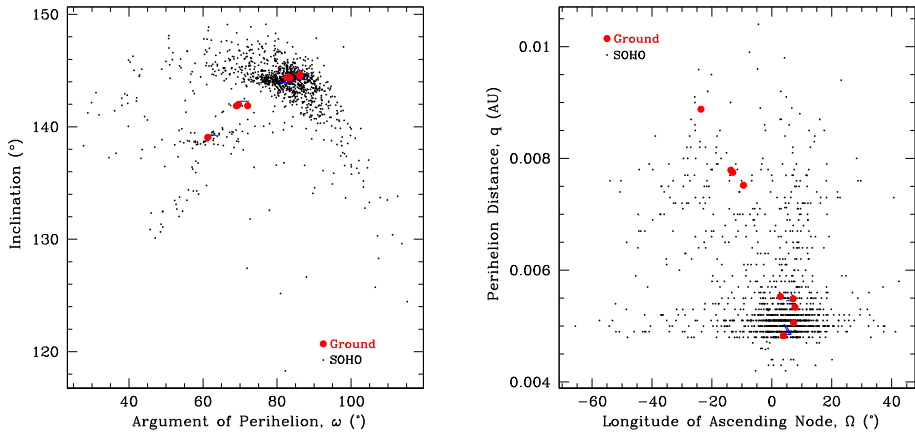 150
140
130
120
Inclination (°)
40
60
80
100
Argument of Perihelion, ω (°)
Ground
SOHO
0.01
0.008
0.006
0.004
Perihelion Distance, q (AU)
−60
−40
−20
0
20
40
Longitude of Ascending Node, Ω (°)
Ground
SOHO